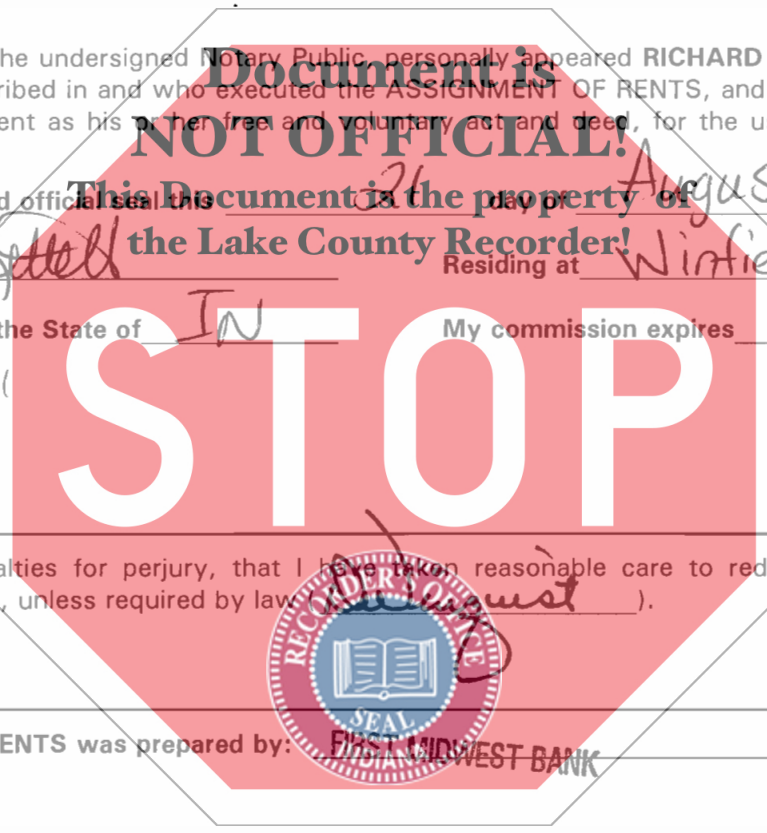 he undersigned Notary Public, personally appeared RICHARD
Document is
ribed in and who executed the ASSIGNMENT OF RENTS, and
ent as his or her free and voluntary act and deed, for the u
NOT OFFICIAL!
This Document is the property of
d official seal this 21 day of Augus
the Lake County Recorder!
Residing at Winfie
the State of IN My commission expires
STOP
alties for perjury, that I have taken reasonable care to red
, unless required by law ( ).
RECORDER'S OFFICE
SEAL
INDIANA
ENTS was prepared by: FIRST MIDWEST BANK